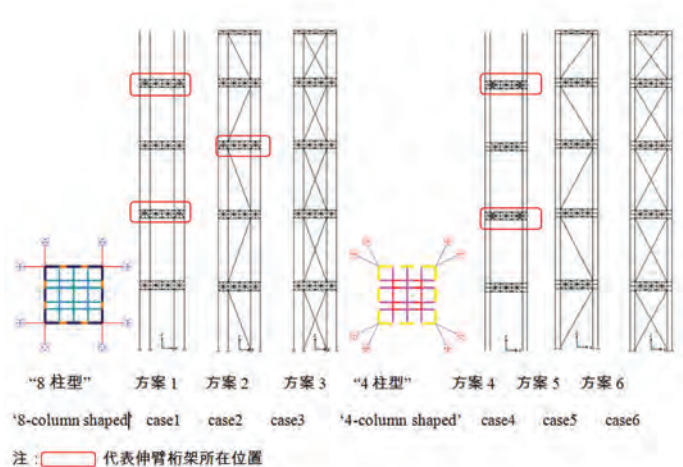 “8 柱型” 方案 1 方案 2 方案 3 “4 柱型” 方案 4 方案 5 方案 6
‘8-column shaped’ case1 case2 case3 ‘4-column shaped’ case4 case5 case6
注： 代表伸臂桁架所在位置